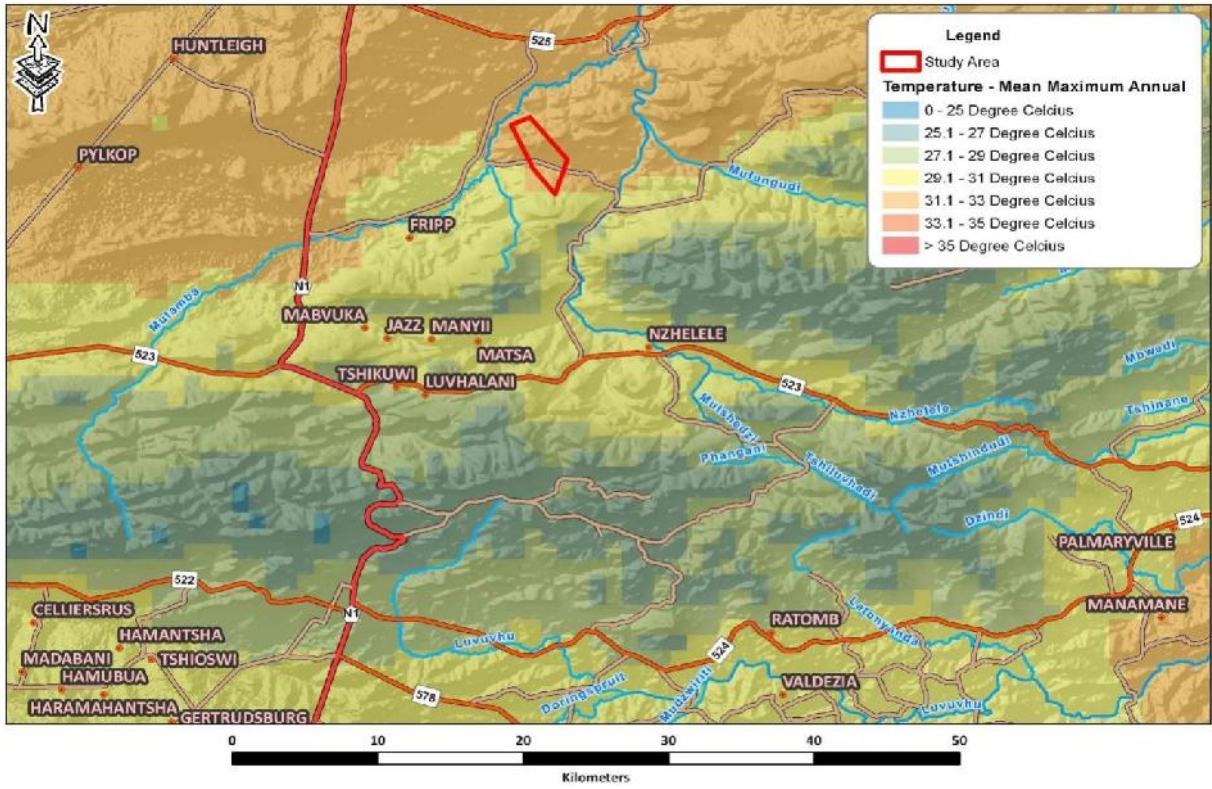 N
HUNTLEIGH
525
PYLKOP
Mutungudi
FRIPP
N1
Mutamba
MABVUKA
JAZZ
MANYII
MATSA
NZHELELE
523
TSHIKUWI
LUVHALANI
523
Nzhelele
Mbwedi
Tshinane
Mutshedzi
Phangani
Tshiluvhadi
Mutshindudi
Dzindi
524
PALMARYVILLE
522
N1
CELLIERSRUS
HAMANTSHA
MADABANI
TSHIOSWI
HAMUBUA
HARAMAHANTSHA
GERTRUDSBURG
Luvuvhu
578
Doringspruit
Mudzwiriti
524
RATOMB
Latonyanda
MANAMANE
VALDEZIA
Luvuvhu
Legend
Study Area
Temperature - Mean Maximum Annual
0 - 25 Degree Celcius
25.1 - 27 Degree Celcius
27.1 - 29 Degree Celcius
29.1 - 31 Degree Celcius
31.1 - 33 Degree Celcius
33.1 - 35 Degree Celcius
> 35 Degree Celcius
0 10 20 30 40 50
Kilometers